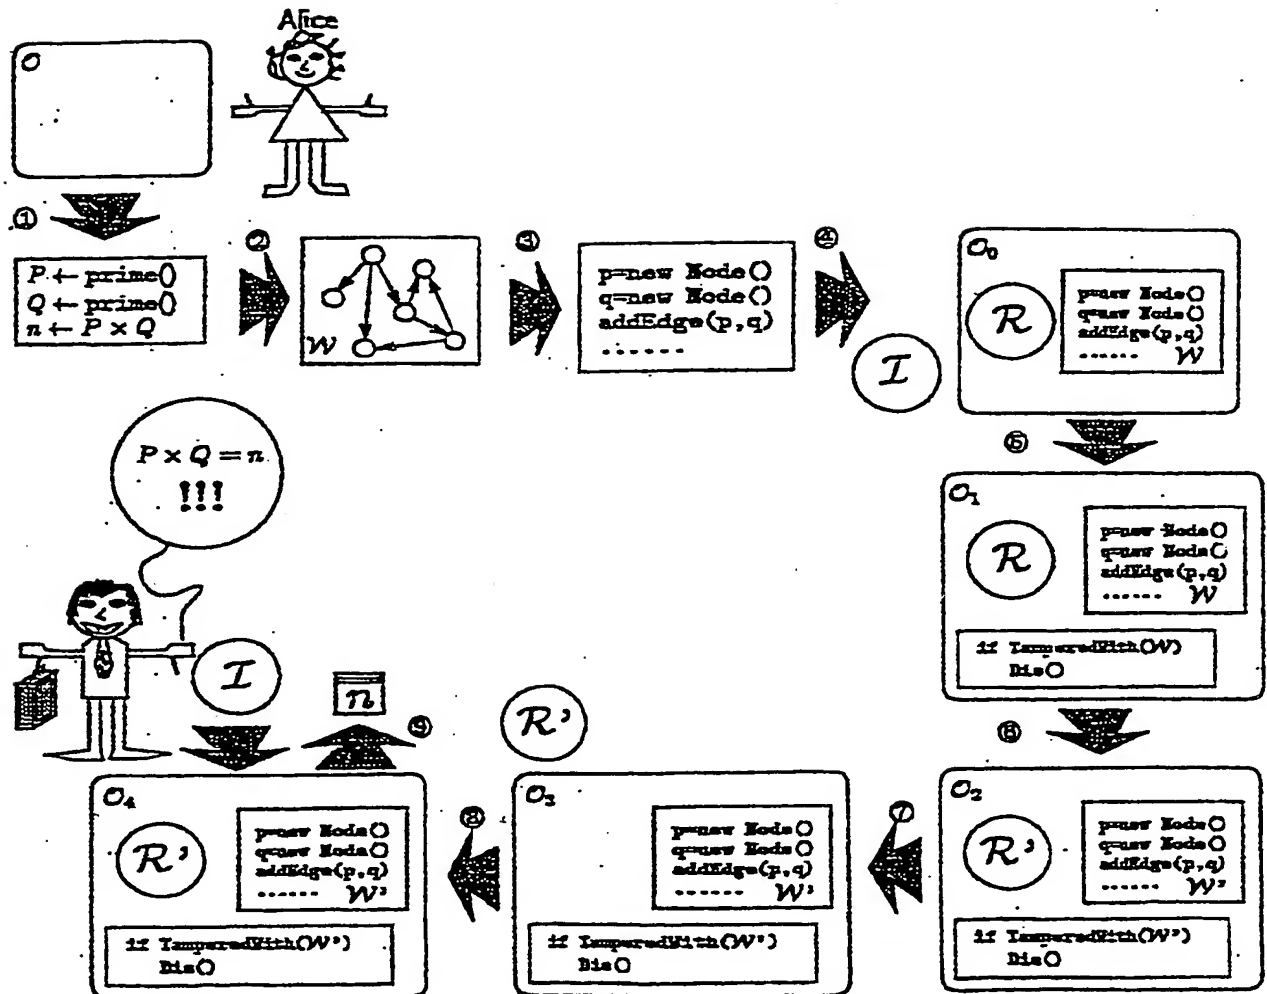 Alice
O
①
P ← prime()
Q ← prime()
n ← P × Q
②
W
③
p=new Node()
q=new Node()
addEdge(p,q)
......
④
I
O₀
R
p=new Node()
q=new Node()
addEdge(p,q)
...... W
⑤
O₁
R
p=new Node()
q=new Node()
addEdge(p,q)
...... W
if TamperedWith(W)
Die()
⑥
O₂
R'
p=new Node()
q=new Node()
addEdge(p,q)
...... W'
if TamperedWith(W')
Die()
⑦
R'
O₃
p=new Node()
q=new Node()
addEdge(p,q)
...... W'
if TamperedWith(W')
Die()
⑧
O₄
R'
p=new Node()
q=new Node()
addEdge(p,q)
...... W'
if TamperedWith(W')
Die()
I
n
⑨
P × Q = n
!!!